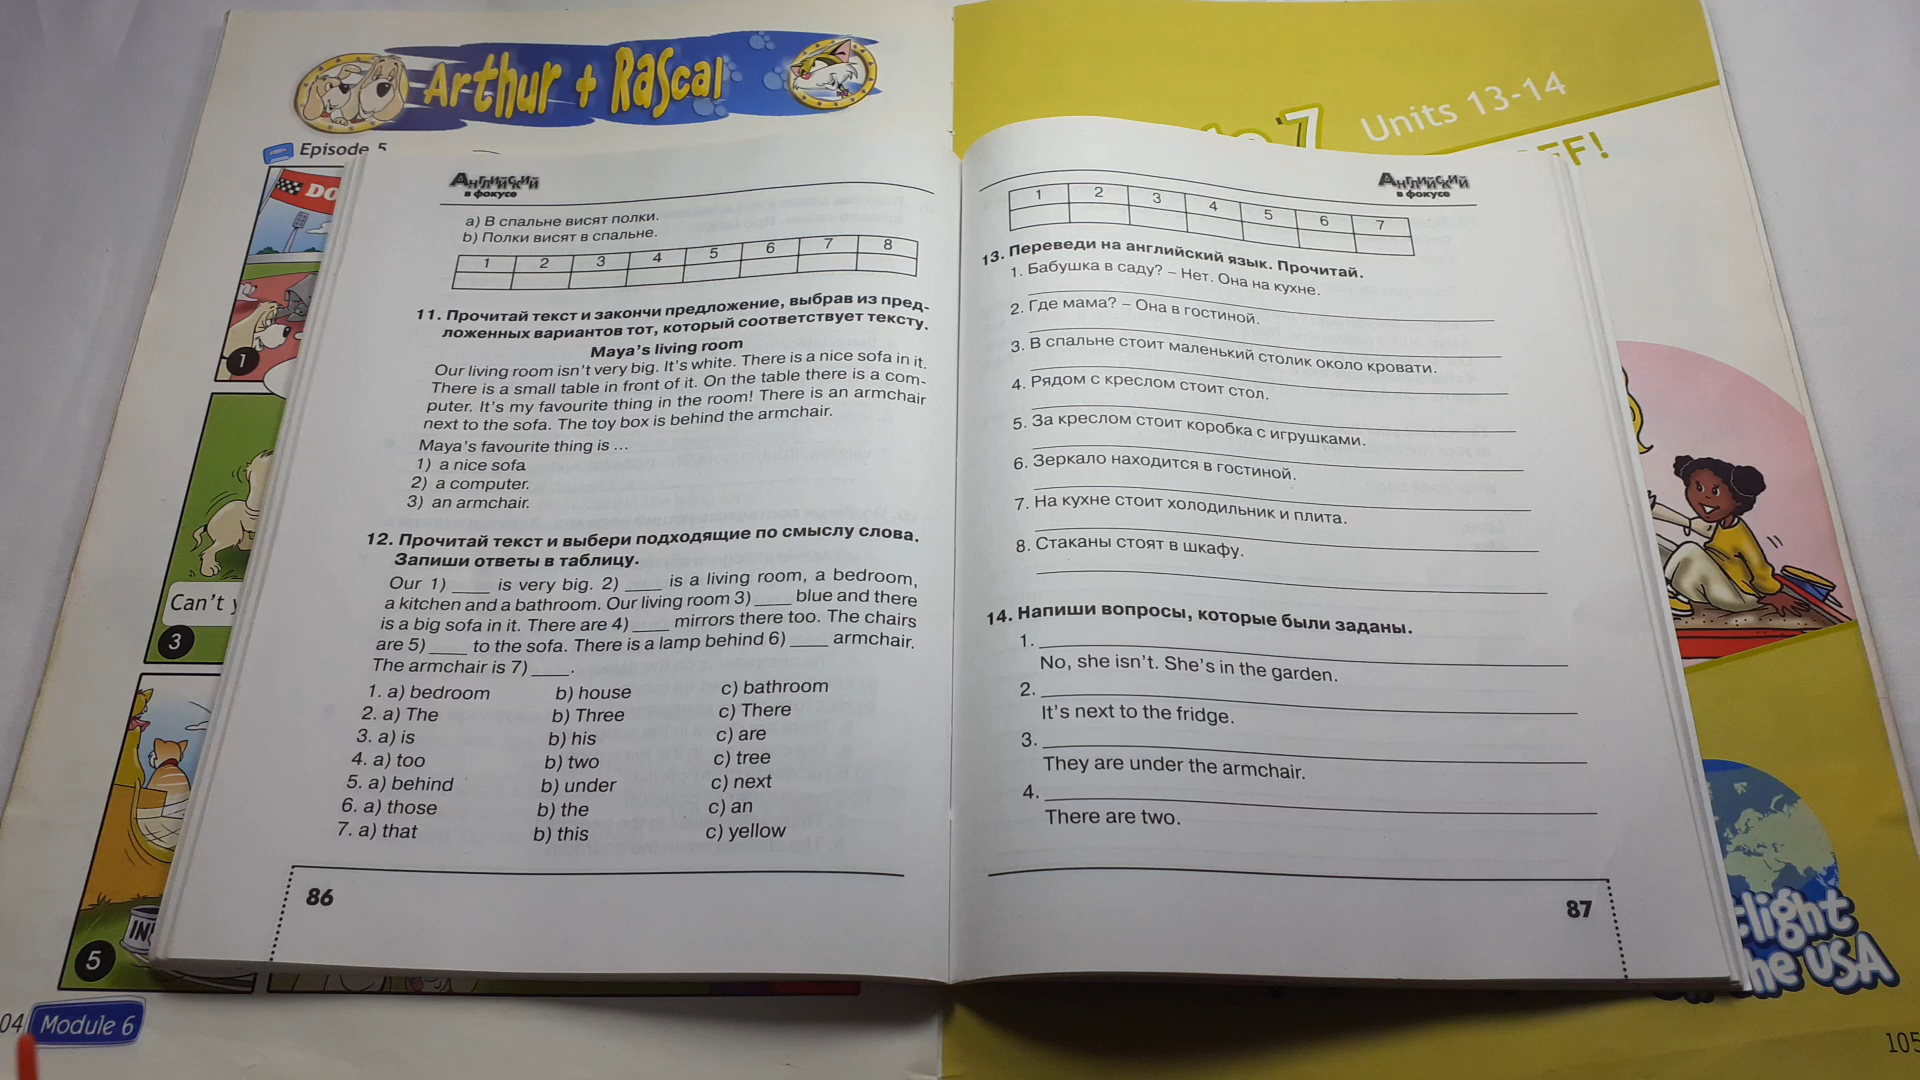 Arthur + Rascal
Episode 5
DO
1
Can't
3
5
04
Module 6
Английский
в фокусе
a) В спальне висят полки.
b) Полки висят в спальне.
1 2 3 4 5 6 7 8
11. Прочитай текст и закончи предложение, выбрав из пред-
ложенных вариантов тот, который соответствует тексту.
Maya's living room
Our living room isn't very big. It's white. There is a nice sofa in it.
There is a small table in front of it. On the table there is a com-
puter. It's my favourite thing in the room! There is an armchair
next to the sofa. The toy box is behind the armchair.
Maya's favourite thing is ...
1) a nice sofa
2) a computer.
3) an armchair.
12. Прочитай текст и выбери подходящие по смыслу слова.
Запиши ответы в таблицу.
Our 1) ____ is very big. 2) ____ is a living room, a bedroom,
a kitchen and a bathroom. Our living room 3) ____ blue and there
is a big sofa in it. There are 4) ____ mirrors there too. The chairs
are 5) ____ to the sofa. There is a lamp behind 6) ____ armchair.
The armchair is 7) ____.
1. a) bedroom b) house c) bathroom
2. a) The b) Three c) There
3. a) is b) his c) are
4. a) too b) two c) tree
5. a) behind b) under c) next
6. a) those b) the c) an
7. a) that b) this c) yellow
86
7 Units 13-14
Английский
в фокусе
1 2 3 4 5 6 7
13. Переведи на английский язык. Прочитай.
1. Бабушка в саду? – Нет. Она на кухне.
2. Где мама? – Она в гостиной.
3. В спальне стоит маленький столик около кровати.
4. Рядом с креслом стоит стол.
5. За креслом стоит коробка с игрушками.
6. Зеркало находится в гостиной.
7. На кухне стоит холодильник и плита.
8. Стаканы стоят в шкафу.
14. Напиши вопросы, которые были заданы.
1.
No, she isn't. She's in the garden.
2.
It's next to the fridge.
3.
They are under the armchair.
4.
There are two.
87
the USA
105